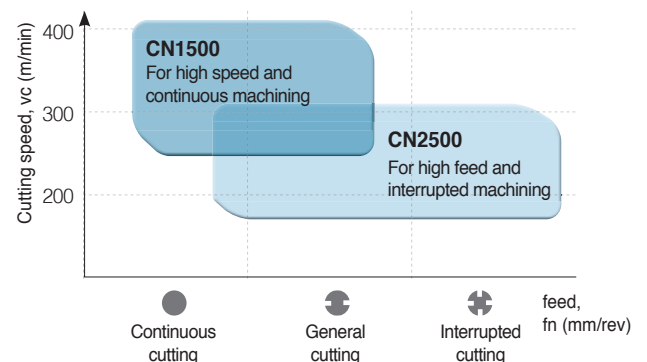 Cutting speed, vc (m/min)
400
300
200
CN1500
For high speed and
continuous machining
CN2500
For high feed and
interrupted machining
Continuous
cutting
General
cutting
Interrupted
cutting
feed,
fn (mm/rev)